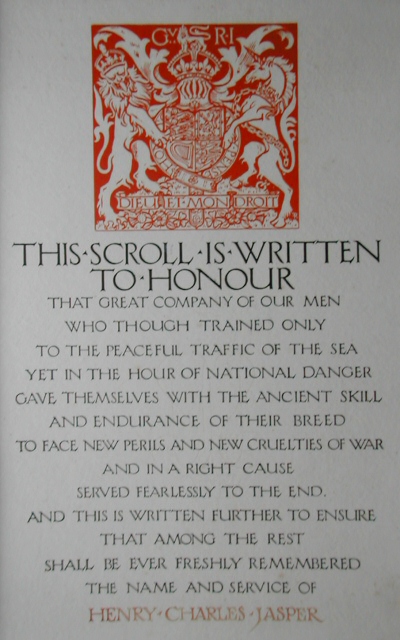 GVRI
DIEU·ET·MON·DROIT
THIS·SCROLL·IS·WRITTEN
TO·HONOUR
THAT GREAT COMPANY OF OUR MEN
WHO THOUGH TRAINED ONLY
TO THE PEACEFUL TRAFFIC OF THE SEA
YET IN THE HOUR OF NATIONAL DANGER
GAVE THEMSELVES WITH THE ANCIENT SKILL
AND ENDURANCE OF THEIR BREED
TO FACE NEW PERILS AND NEW CRUELTIES OF WAR
AND IN A RIGHT CAUSE
SERVED FEARLESSLY TO THE END.
AND THIS IS WRITTEN FURTHER TO ENSURE
THAT AMONG THE REST
SHALL BE EVER FRESHLY REMEMBERED
THE NAME AND SERVICE OF
HENRY·CHARLES·JASPER